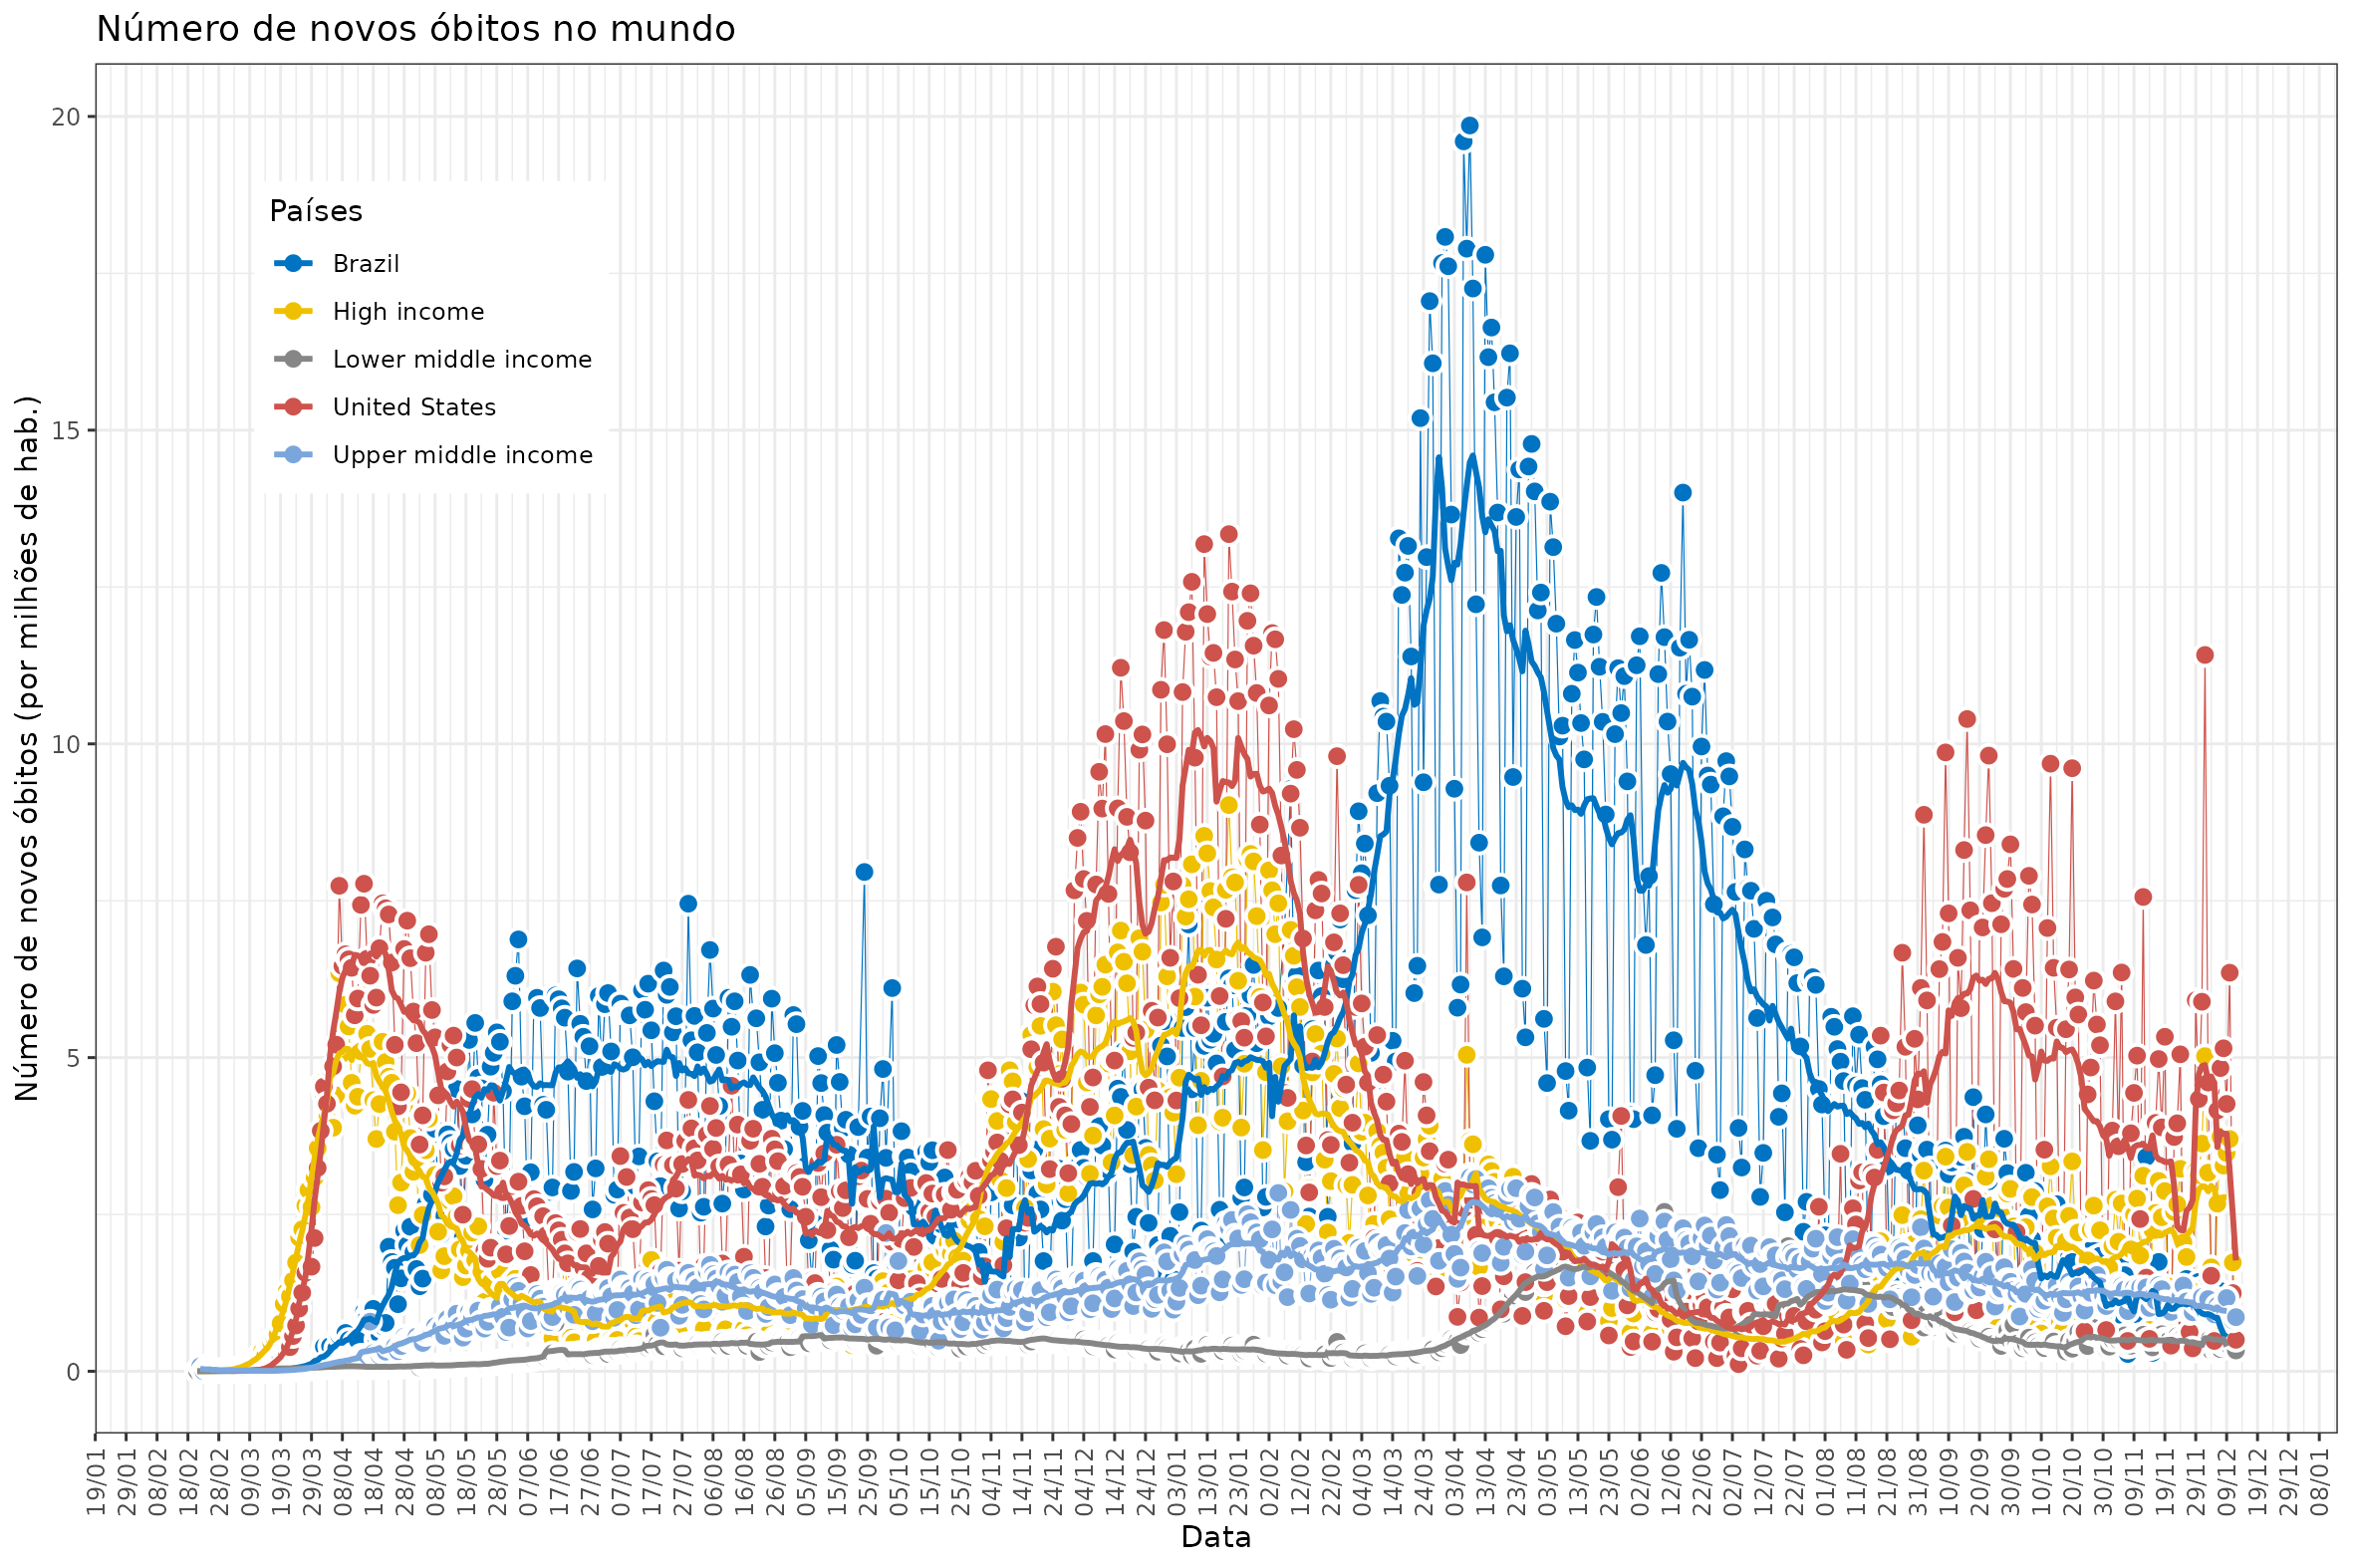 Número de novos óbitos no mundo
20
15
10
5
0
Número de novos óbitos (por milhões de hab.)
Países
Brazil
High income
Lower middle income
United States
Upper middle income
19/01 29/01 08/02 18/02 28/02 09/03 19/03 29/03 08/04 18/04 28/04 08/05 18/05 28/05 07/06 17/06 27/06 07/07 17/07 27/07 06/08 16/08 26/08 05/09 15/09 25/09 05/10 15/10 25/10 04/11 14/11 24/11 04/12 14/12 24/12 03/01 13/01 23/01 02/02 12/02 22/02 04/03 14/03 24/03 03/04 13/04 23/04 03/05 13/05 23/05 02/06 12/06 22/06 02/07 12/07 22/07 01/08 11/08 21/08 31/08 10/09 20/09 30/09 10/10 20/10 30/10 09/11 19/11 29/11 09/12 19/12 29/12 08/01
Data